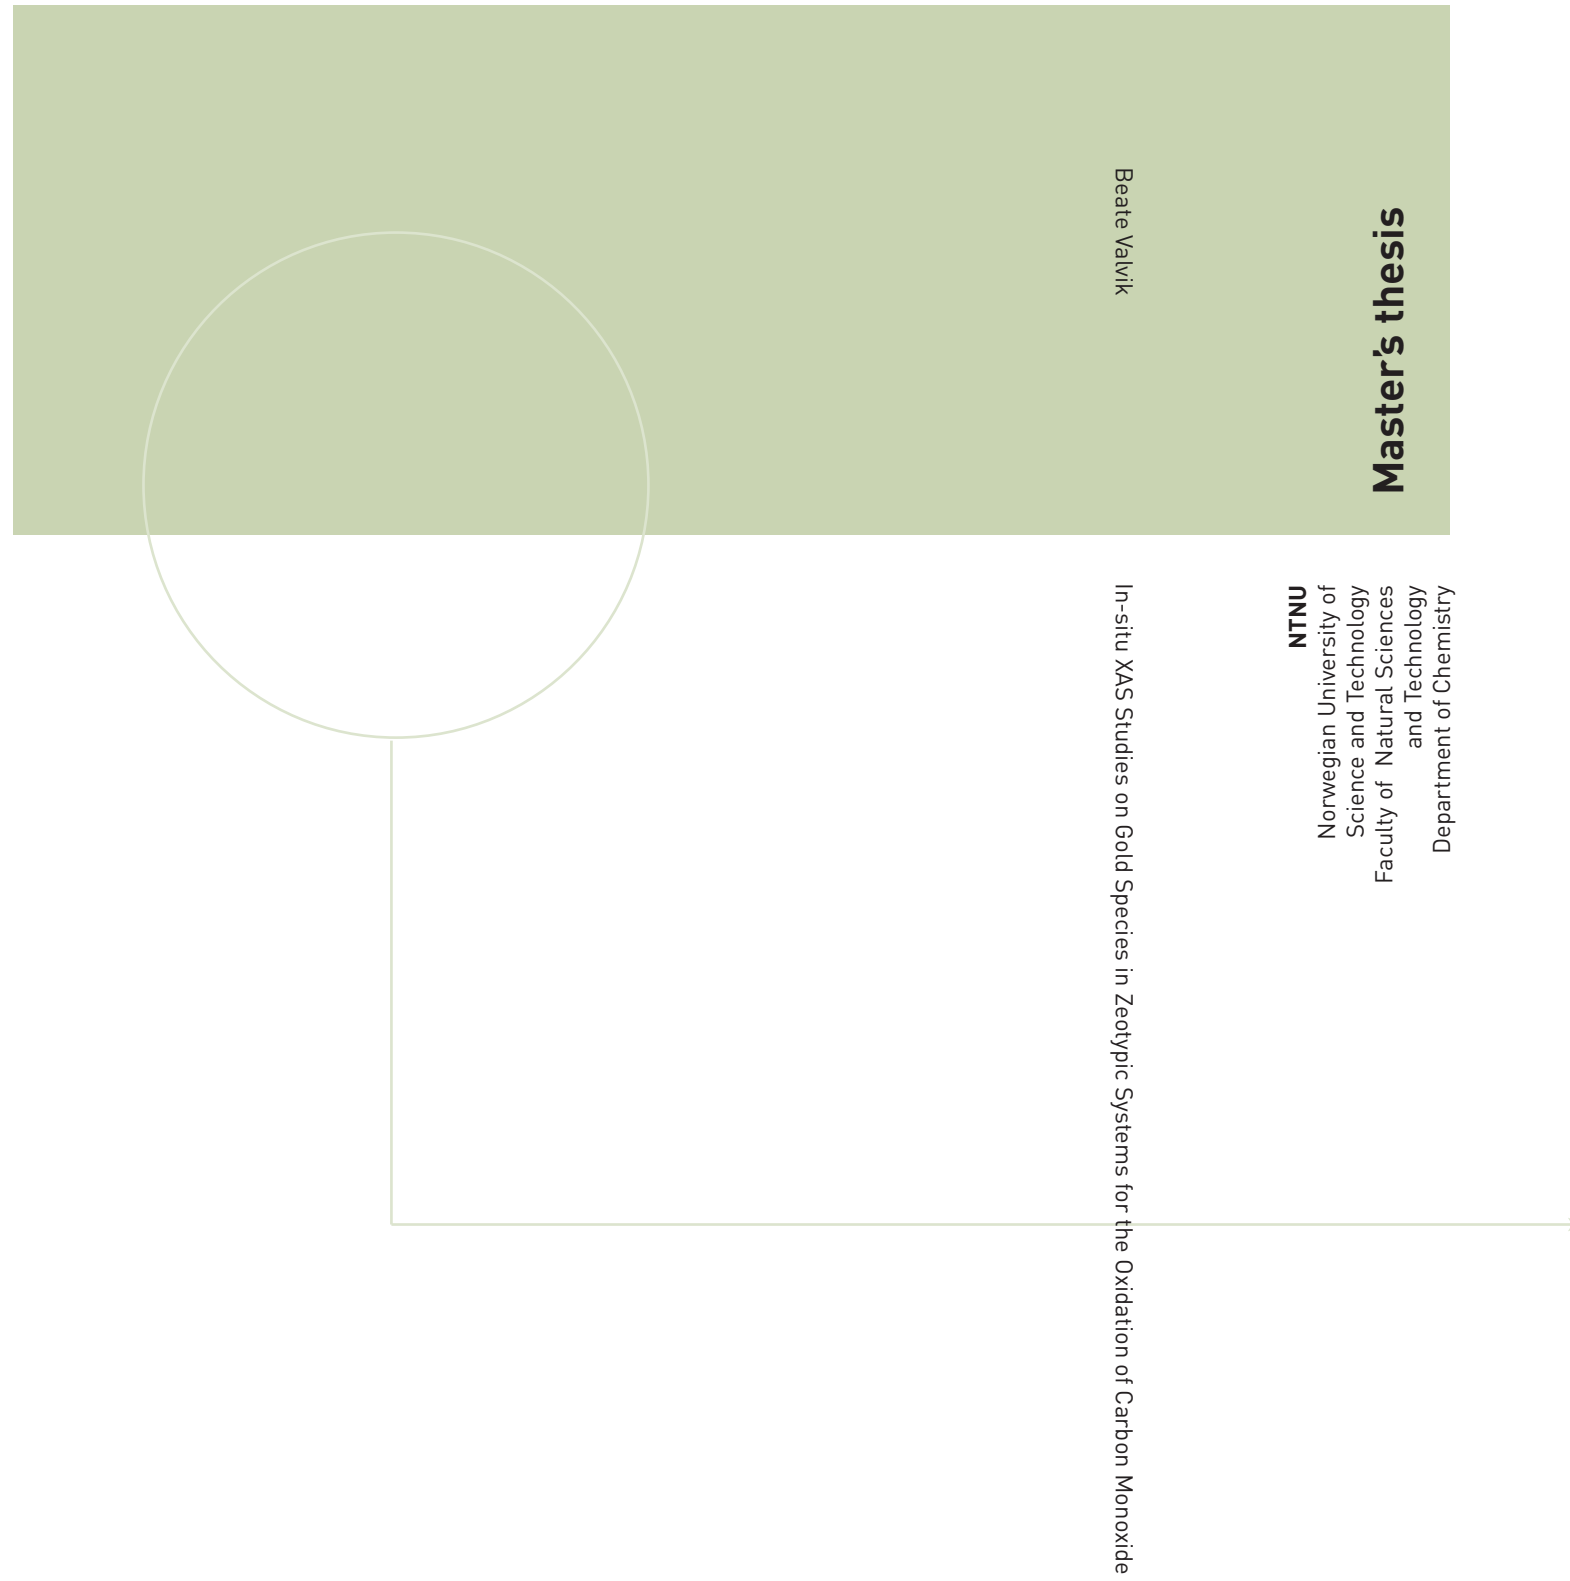 Beate Valvik
In-situ XAS Studies on Gold Species in Zeotypic Systems for the Oxidation of Carbon Monoxide
Master's thesis
NTNU
Norwegian University of
Science and Technology
Faculty of Natural Sciences
and Technology
Department of Chemistry